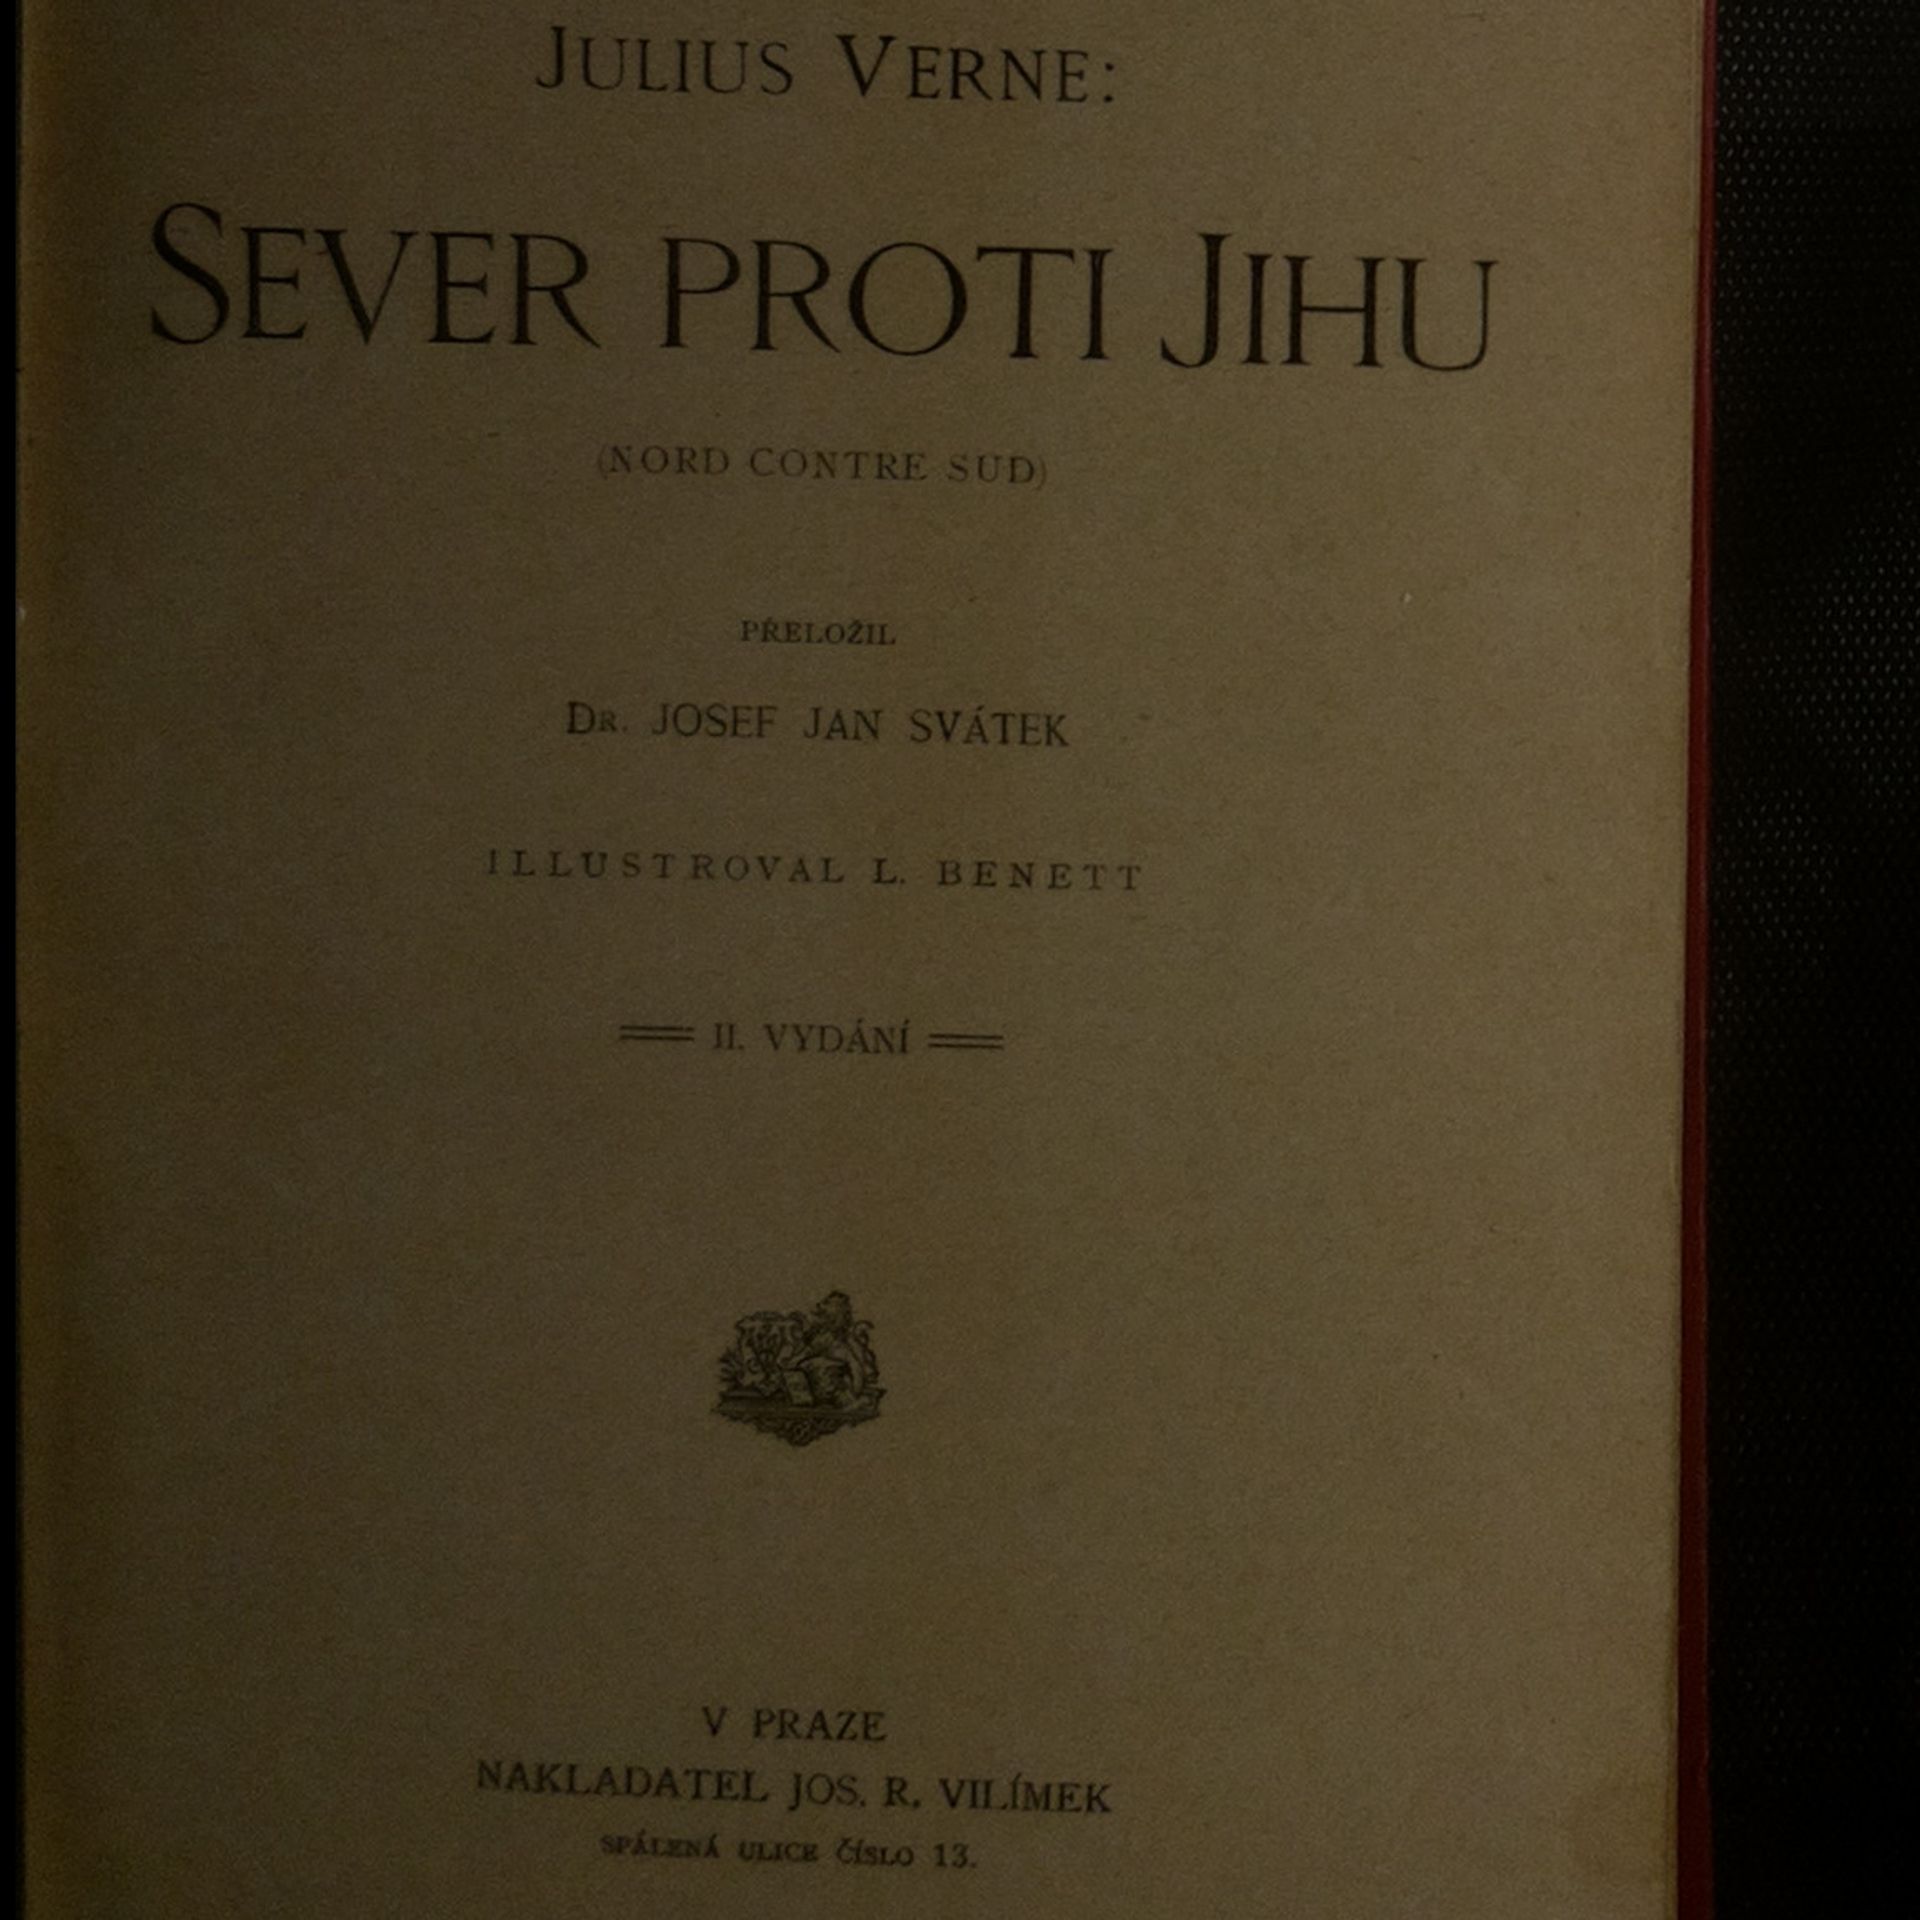 JULIUS VERNE:
SEVER PROTI JIHU
(NORD CONTRE SUD)
PŘELOŽIL
DR. JOSEF JAN SVÁTEK
ILLUSTROVAL L. BENETT
II. VYDÁNÍ
V PRAZE
NAKLADATEL JOS. R. VILÍMEK
SPÁLENÁ ULICE ČÍSLO 13.